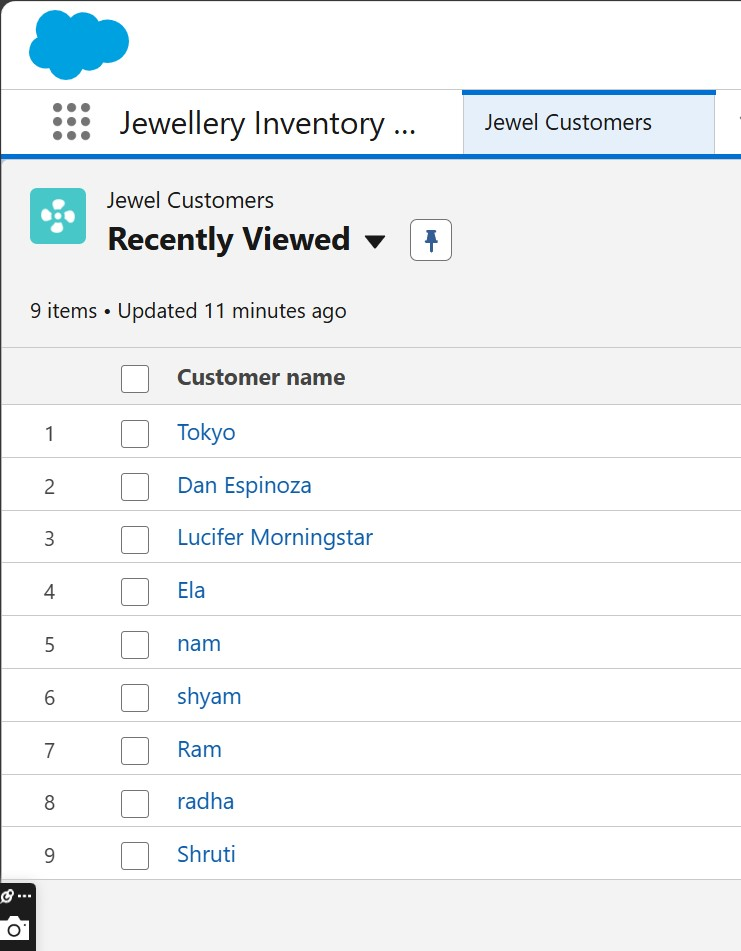 Jewellery Inventory ...
Jewel Customers
Jewel Customers
Recently Viewed
9 items • Updated 11 minutes ago
Customer name
1 Tokyo
2 Dan Espinoza
3 Lucifer Morningstar
4 Ela
5 nam
6 shyam
7 Ram
8 radha
9 Shruti